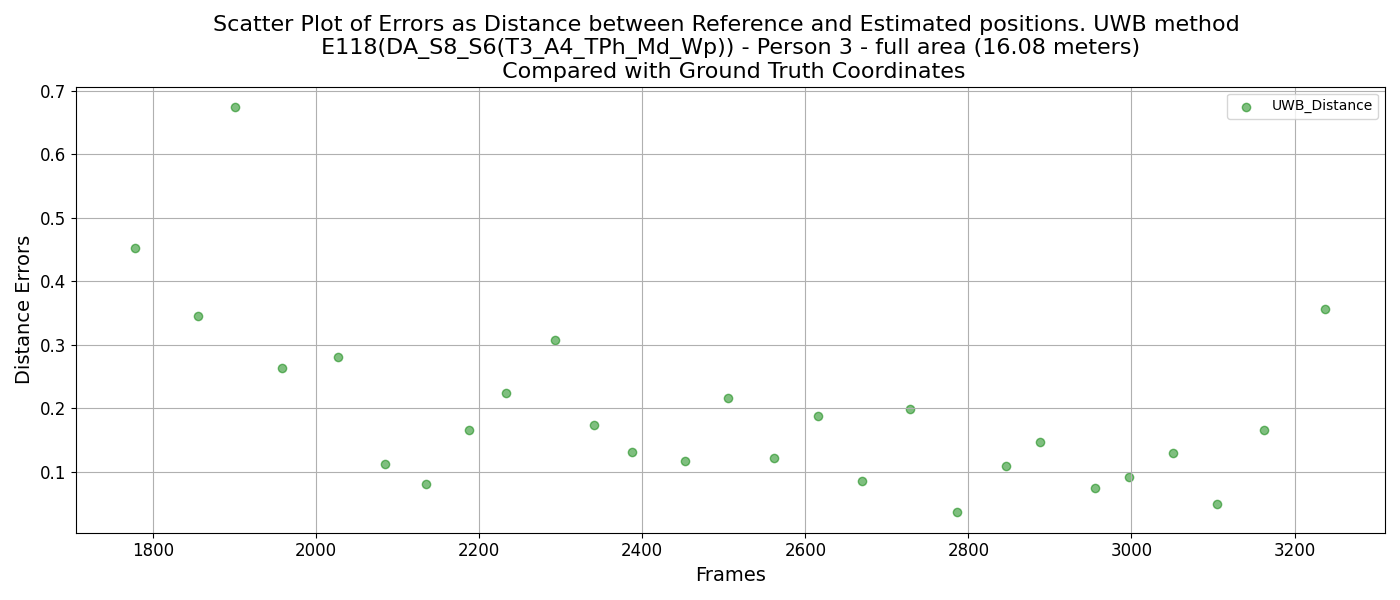 Scatter Plot of Errors as Distance between Reference and Estimated positions. UWB method
E118(DA_S8_S6(T3_A4_TPh_Md_Wp)) - Person 3 - full area (16.08 meters)
Compared with Ground Truth Coordinates
UWB_Distance
Distance Errors
0.7
0.6
0.5
0.4
0.3
0.2
0.1
1800 2000 2200 2400 2600 2800 3000 3200
Frames